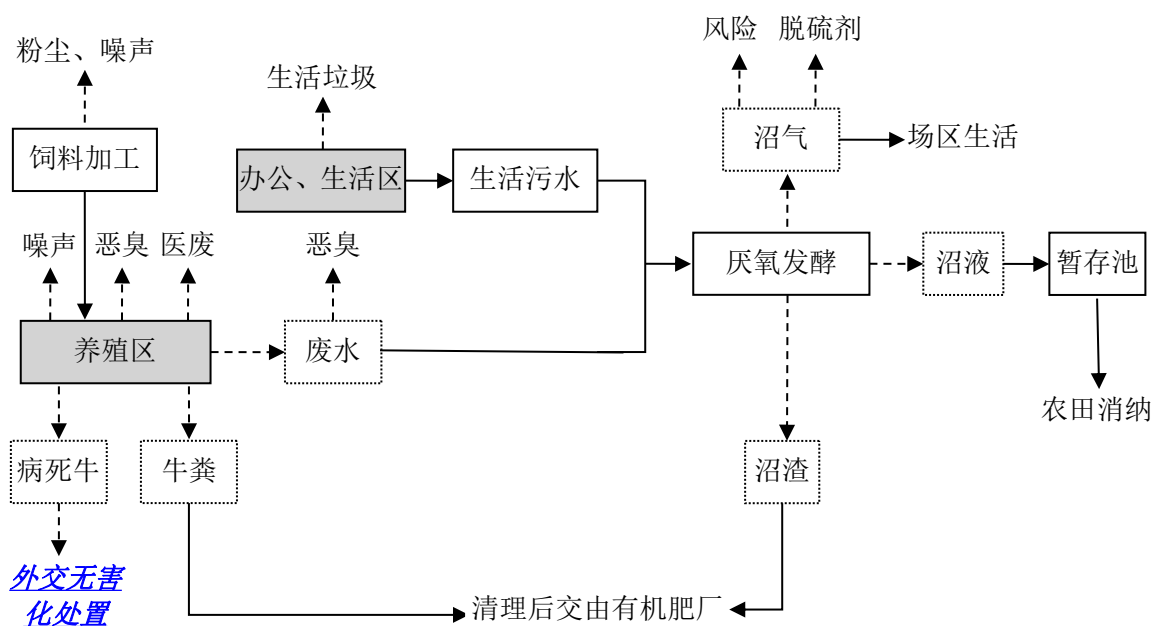 风险 脱硫剂
粉尘、噪声
生活垃圾
沼气
场区生活
饲料加工
办公、生活区
生活污水
噪声 恶臭 医废
恶臭
厌氧发酵
沼液
暂存池
养殖区
废水
农田消纳
病死牛
牛粪
沼渣
外交无害
化处置
清理后交由有机肥厂